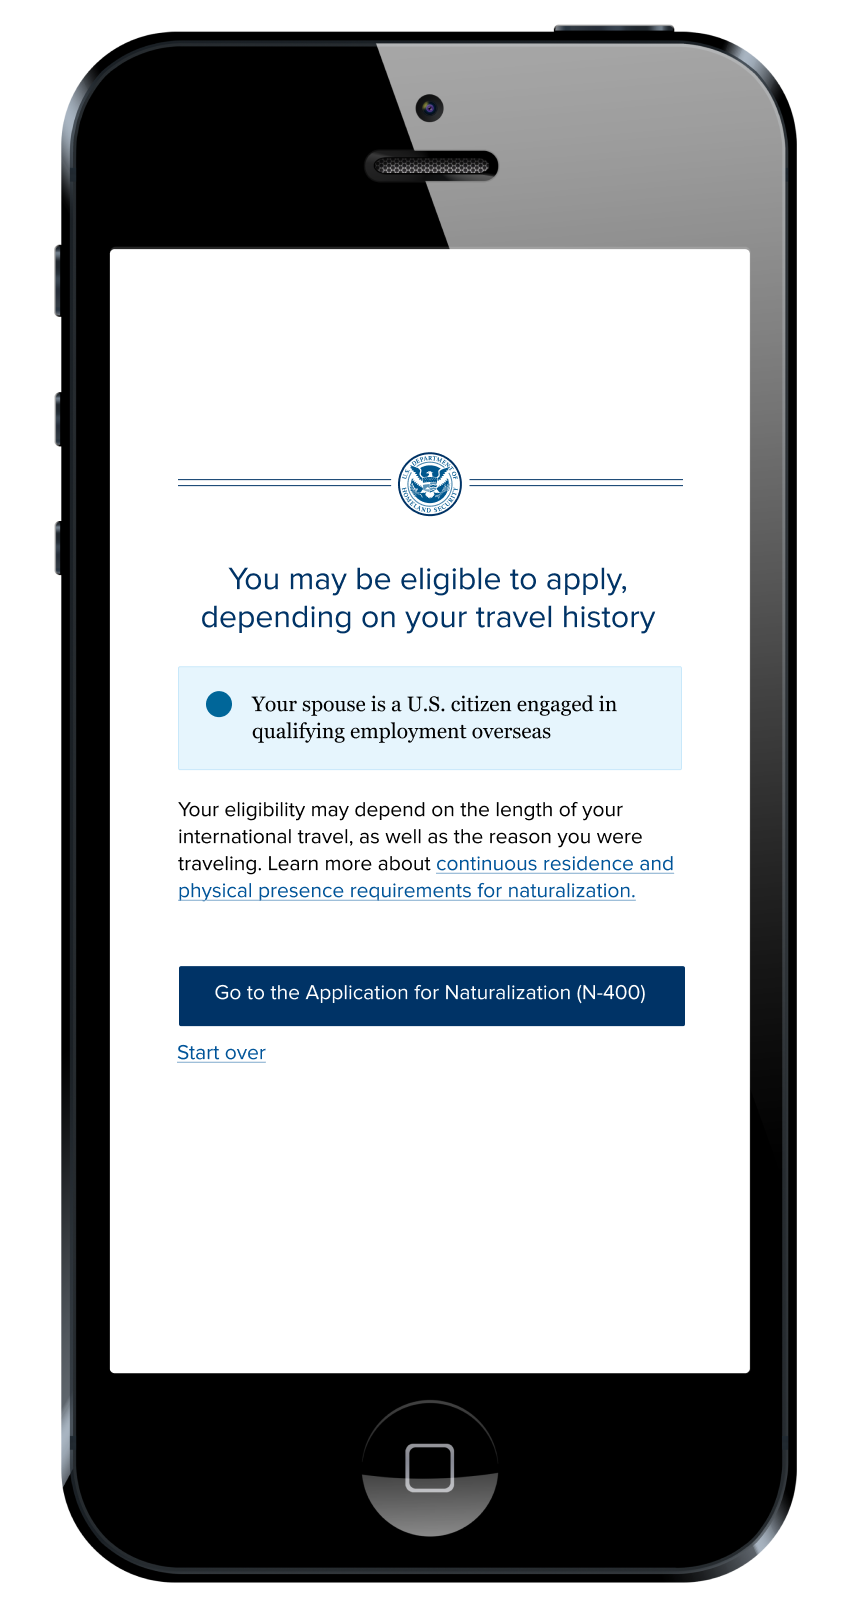 U.S. DEPARTMENT OF
HOMELAND SECURITY
You may be eligible to apply,
depending on your travel history
Your spouse is a U.S. citizen engaged in
qualifying employment overseas
Your eligibility may depend on the length of your
international travel, as well as the reason you were
traveling. Learn more about continuous residence and
physical presence requirements for naturalization.
Go to the Application for Naturalization (N-400)
Start over